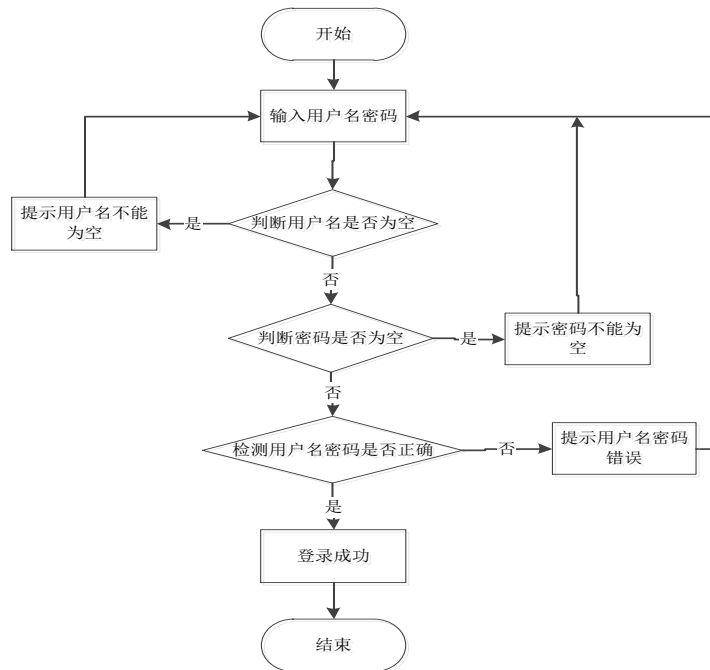 开始
输入用户名密码
提示用户名不能
为空
是
判断用户名是否为空
否
判断密码是否为空
是
提示密码不能为
空
否
检测用户名密码是否正确
否
提示用户名密码
错误
是
登录成功
结束